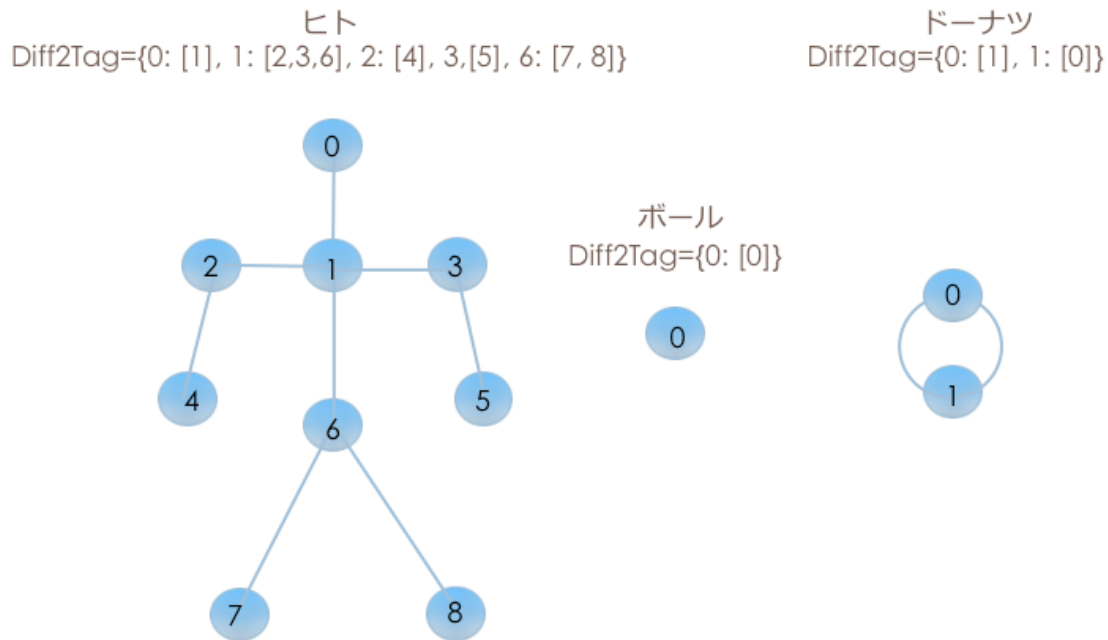 ヒト
Diff2Tag={0: [1], 1: [2,3,6], 2: [4], 3,[5], 6: [7, 8]}
ドーナツ
Diff2Tag={0: [1], 1: [0]}
ボール
Diff2Tag={0: [0]}
0
2
1
3
4
5
6
7
8
0
0
1